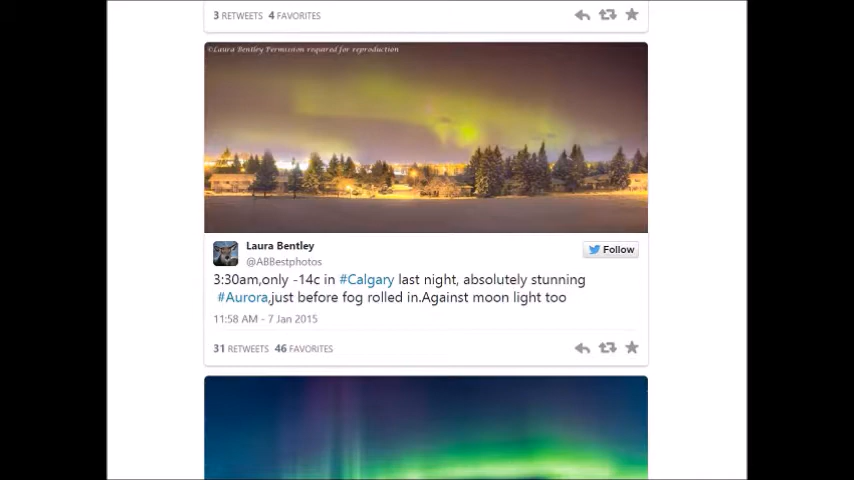 3 RETWEETS 4 FAVORITES
©Laura Bentley Permission required for reproduction
Laura Bentley
Follow
@ABBestphotos
3:30am,only -14c in #Calgary last night, absolutely stunning
#Aurora,just before fog rolled in.Against moon light too
11:58 AM - 7 Jan 2015
31 RETWEETS 46 FAVORITES